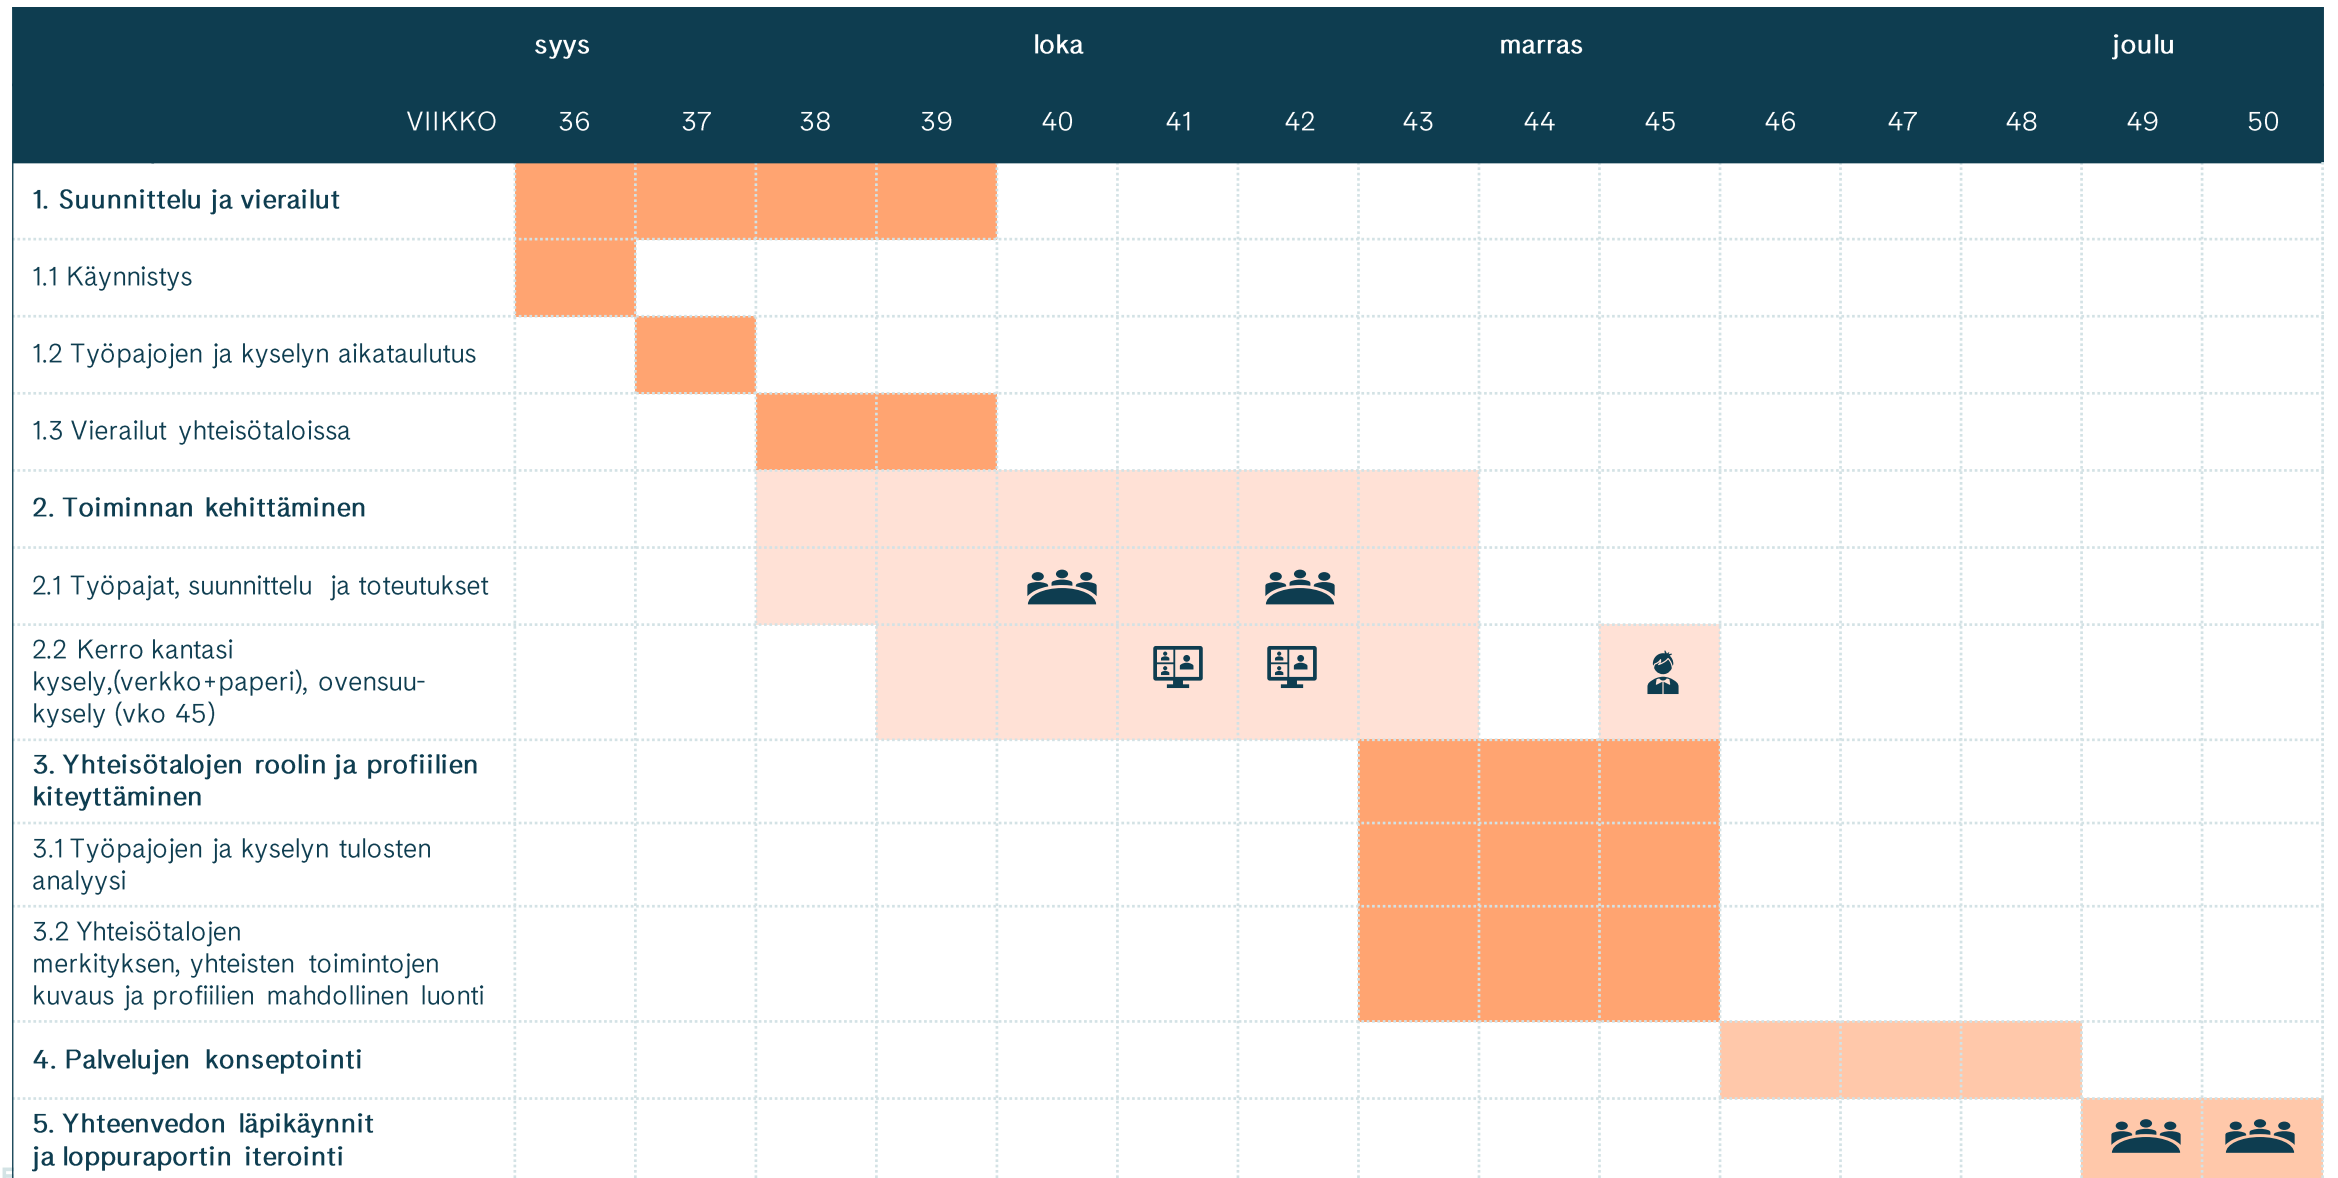 syys loka marras joulu
VIIKKO 36 37 38 39 40 41 42 43 44 45 46 47 48 49 50
1. Suunnittelu ja vierailut
1.1 Käynnistys
1.2 Työpajojen ja kyselyn aikataulutus
1.3 Vierailut yhteisötaloissa
2. Toiminnan kehittäminen
2.1 Työpajat, suunnittelu ja toteutukset
2.2 Kerro kantasi
kysely,(verkko+paperi), ovensuu-
kysely (vko 45)
3. Yhteisötalojen roolin ja profiilien
kiteyttäminen
3.1 Työpajojen ja kyselyn tulosten
analyysi
3.2 Yhteisötalojen
merkityksen, yhteisten toimintojen
kuvaus ja profiilien mahdollinen luonti
4. Palvelujen konseptointi
5. Yhteenvedon läpikäynnit
ja loppuraportin iterointi